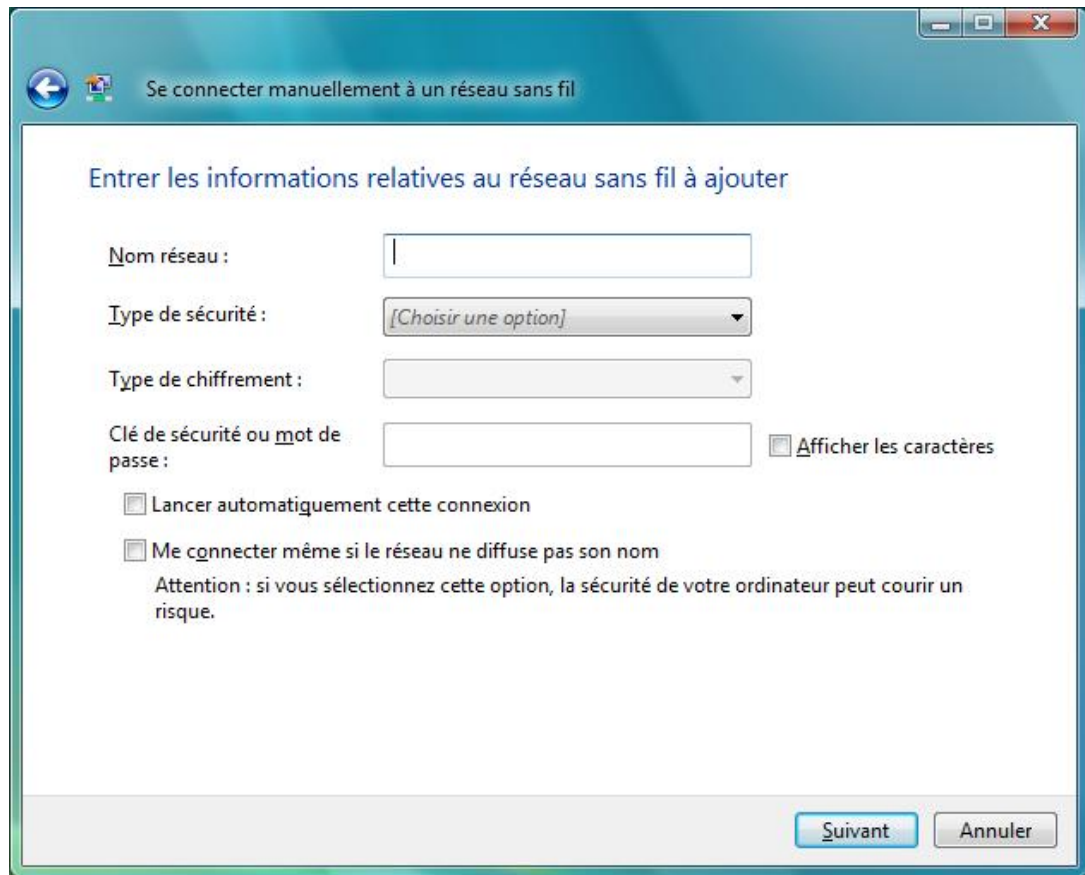 Se connecter manuellement à un réseau sans fil
Entrer les informations relatives au réseau sans fil à ajouter
Nom réseau :
Type de sécurité :
[Choisir une option]
Type de chiffrement :
Clé de sécurité ou mot de
passe :
Afficher les caractères
Lancer automatiquement cette connexion
Me connecter même si le réseau ne diffuse pas son nom
Attention : si vous sélectionnez cette option, la sécurité de votre ordinateur peut courir un
risque.
Suivant
Annuler